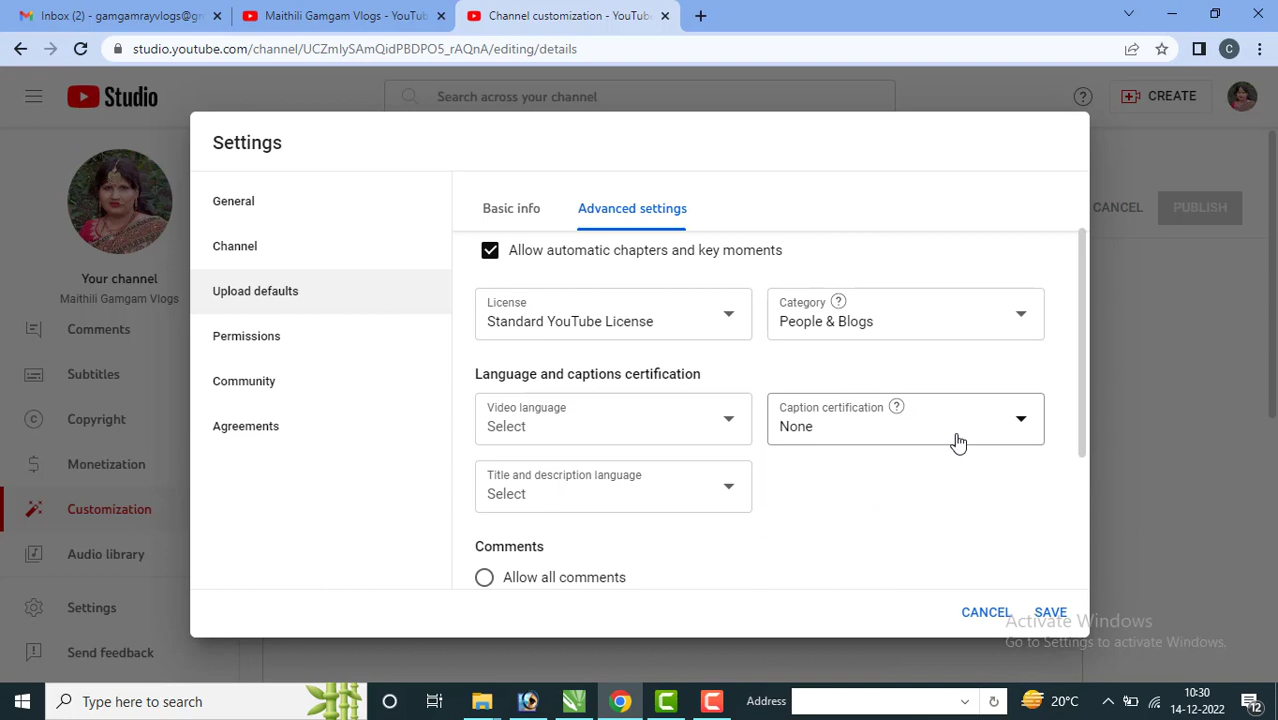 Inbox (2) - gamgamrayvlogs@gm
Maithili Gamgam Vlogs - YouTub
Channel customization - YouTube
studio.youtube.com/channel/UCZmIySAmQidPBDPO5_rAQnA/editing/details
C
Studio
Search across your channel
CREATE
Settings
General
Channel
Upload defaults
Permissions
Community
Agreements
Basic info
Advanced settings
Allow automatic chapters and key moments
License
Standard YouTube License
Category
People & Blogs
Language and captions certification
Video language
Select
Caption certification
None
Title and description language
Select
Comments
Allow all comments
CANCEL
SAVE
Your channel
Maithili Gamgam Vlogs
Comments
Subtitles
Copyright
Monetization
Customization
Audio library
Settings
Send feedback
CANCEL
PUBLISH
Activate Windows
Go to Settings to activate Windows.
Type here to search
Address
20°C
10:30
14-12-2022
12